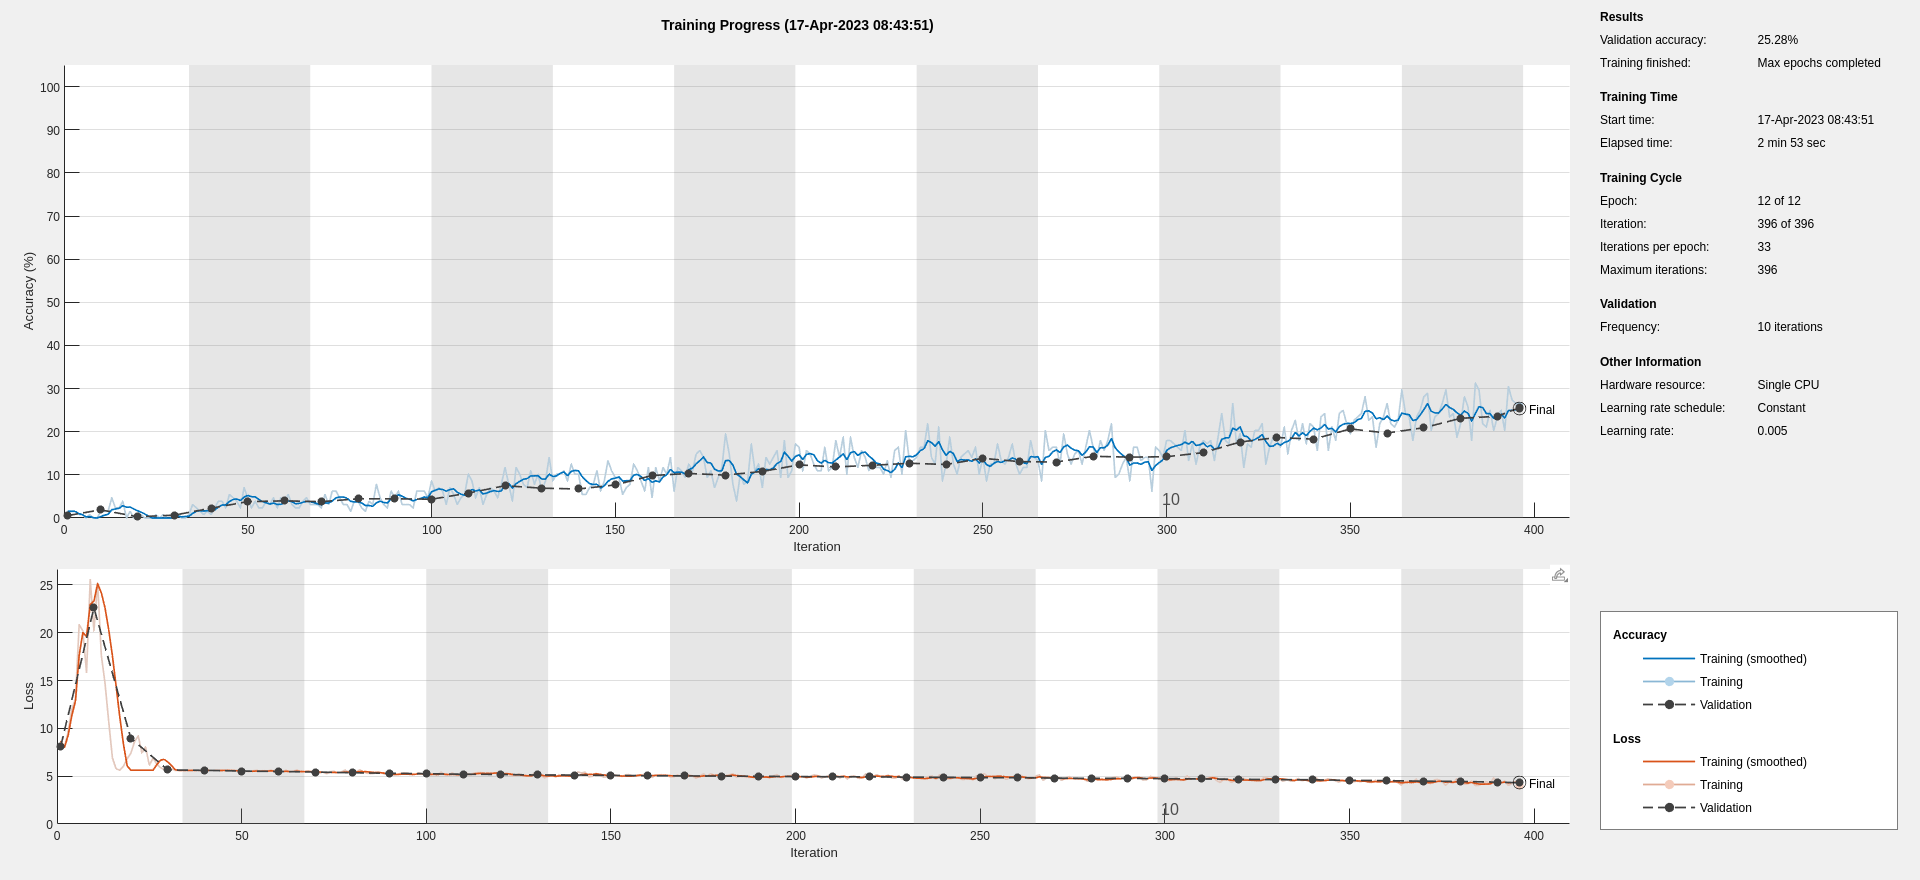 Training Progress (17-Apr-2023 08:43:51)
Accuracy (%)
100
90
80
70
60
50
40
30
20
10
0
Final
10
0 50 100 150 200 250 300 350 400
Iteration
Loss
25
20
15
10
5
0
Final
10
0 50 100 150 200 250 300 350 400
Iteration
Results
Validation accuracy: 25.28%
Training finished: Max epochs completed
Training Time
Start time: 17-Apr-2023 08:43:51
Elapsed time: 2 min 53 sec
Training Cycle
Epoch: 12 of 12
Iteration: 396 of 396
Iterations per epoch: 33
Maximum iterations: 396
Validation
Frequency: 10 iterations
Other Information
Hardware resource: Single CPU
Learning rate schedule: Constant
Learning rate: 0.005
Accuracy
Training (smoothed)
Training
Validation
Loss
Training (smoothed)
Training
Validation